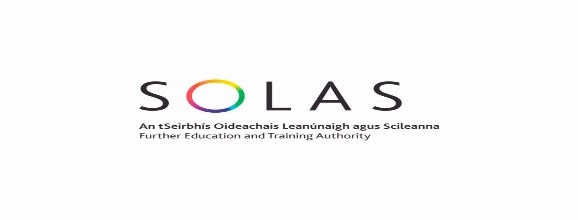 SOLAS
An tSeirbhís Oideachais Leanúnaigh agus Scileanna
Further Education and Training Authority